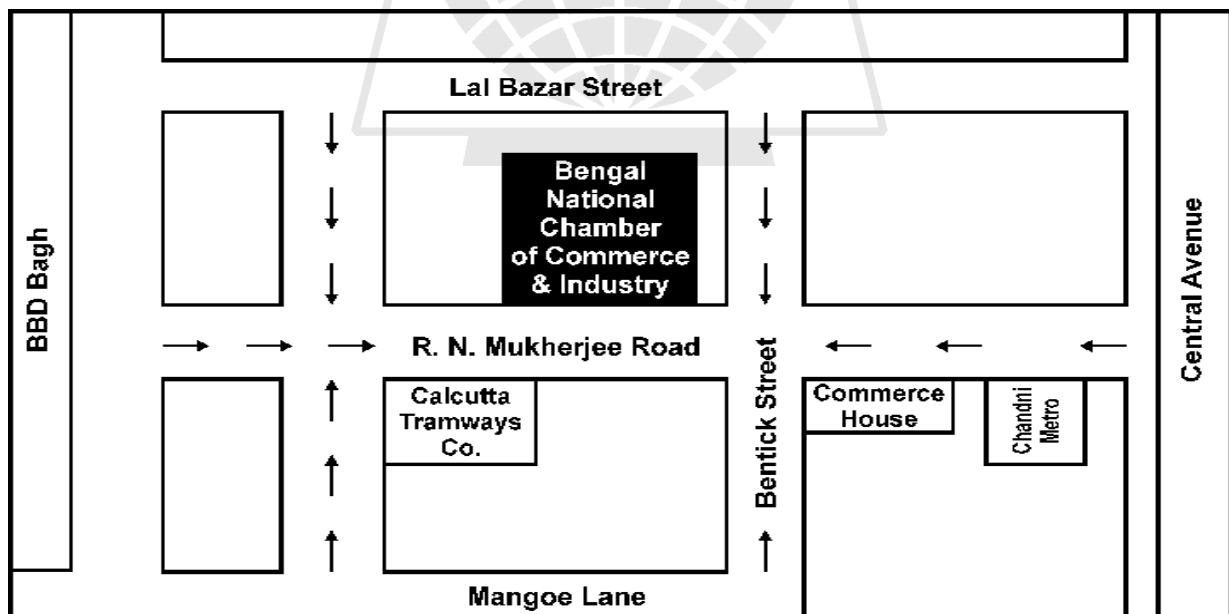 Lal Bazar Street
Bengal
National
Chamber
of Commerce
& Industry
BBD Bagh
Central Avenue
R. N. Mukherjee Road
Bentick Street
Calcutta
Tramways
Co.
Commerce
House
Chandni
Metro
Mangoe Lane